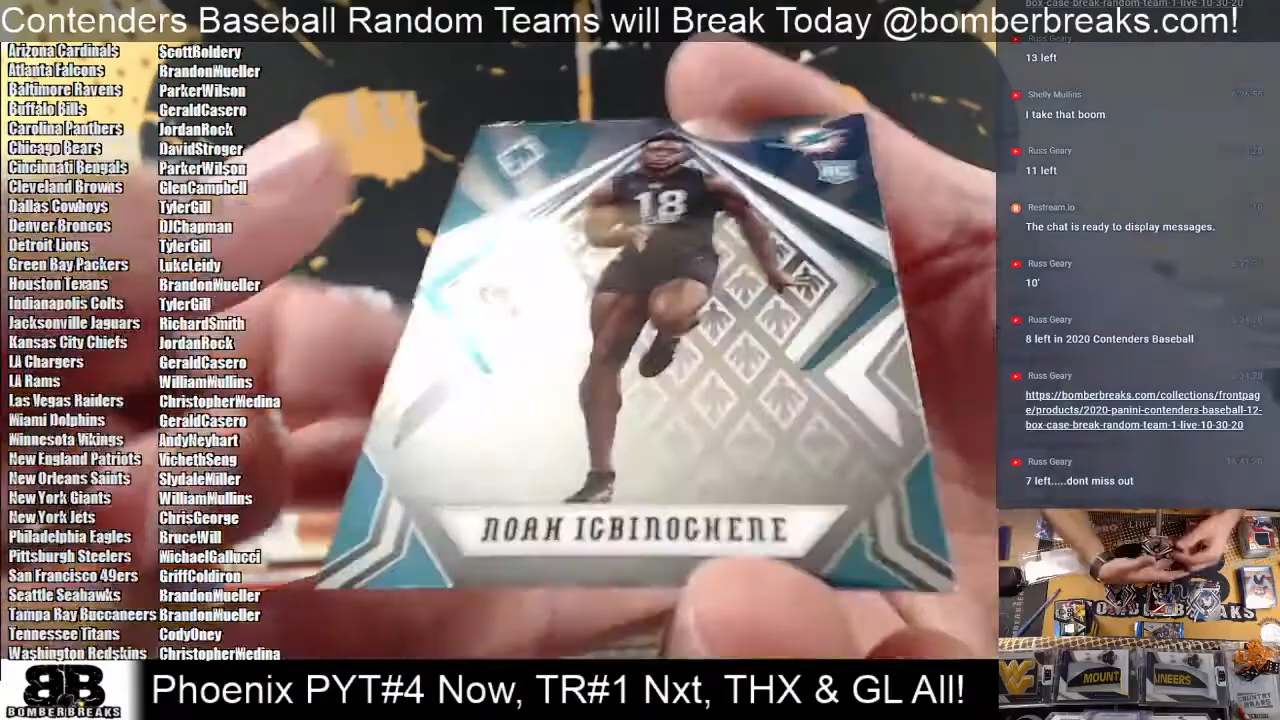 Contenders Baseball Random Teams will Break Today @bomberbreaks.com!
Arizona Cardinals ScottBoldery
Atlanta Falcons BrandonMueller
Baltimore Ravens ParkerWilson
Buffalo Bills GeraldCasero
Carolina Panthers JordanRock
Chicago Bears DavidStroger
Cincinnati Bengals ParkerWilson
Cleveland Browns GlenCampbell
Dallas Cowboys TylerGill
Denver Broncos DJChapman
Detroit Lions TylerGill
Green Bay Packers LukeLeidy
Houston Texans BrandonMueller
Indianapolis Colts TylerGill
Jacksonville Jaguars RichardSmith
Kansas City Chiefs JordanRock
LA Chargers GeraldCasero
LA Rams WilliamMullins
Las Vegas Raiders ChristopherMedina
Miami Dolphins GeraldCasero
Minnesota Vikings AndyNeyhart
New England Patriots VichethSeng
New Orleans Saints SlydaleMiller
New York Giants WilliamMullins
New York Jets ChrisGeorge
Philadelphia Eagles BruceWill
Pittsburgh Steelers MichaelGallucci
San Francisco 49ers GriffColdiron
Seattle Seahawks BrandonMueller
Tampa Bay Buccaneers BrandonMueller
Tennessee Titans CodyOney
Washington Redskins ChristopherMedina
RC
18
NOAH IGBINOGHENE
box-case-break-random-team-1-live-10-30-20
Russ Geary
13 left
Shelly Mullins
I take that boom
Russ Geary
11 left
Restream.io
The chat is ready to display messages.
Russ Geary
10'
Russ Geary
8 left in 2020 Contenders Baseball
Russ Geary
https://bomberbreaks.com/collections/frontpag
e/products/2020-panini-contenders-baseball-12-
box-case-break-random-team-1-live-10-30-20
Russ Geary
7 left.....dont miss out
MOUNT
AINEERS
BB
BOMBERBREAKS
Phoenix PYT#4 Now, TR#1 Nxt, THX & GL All!